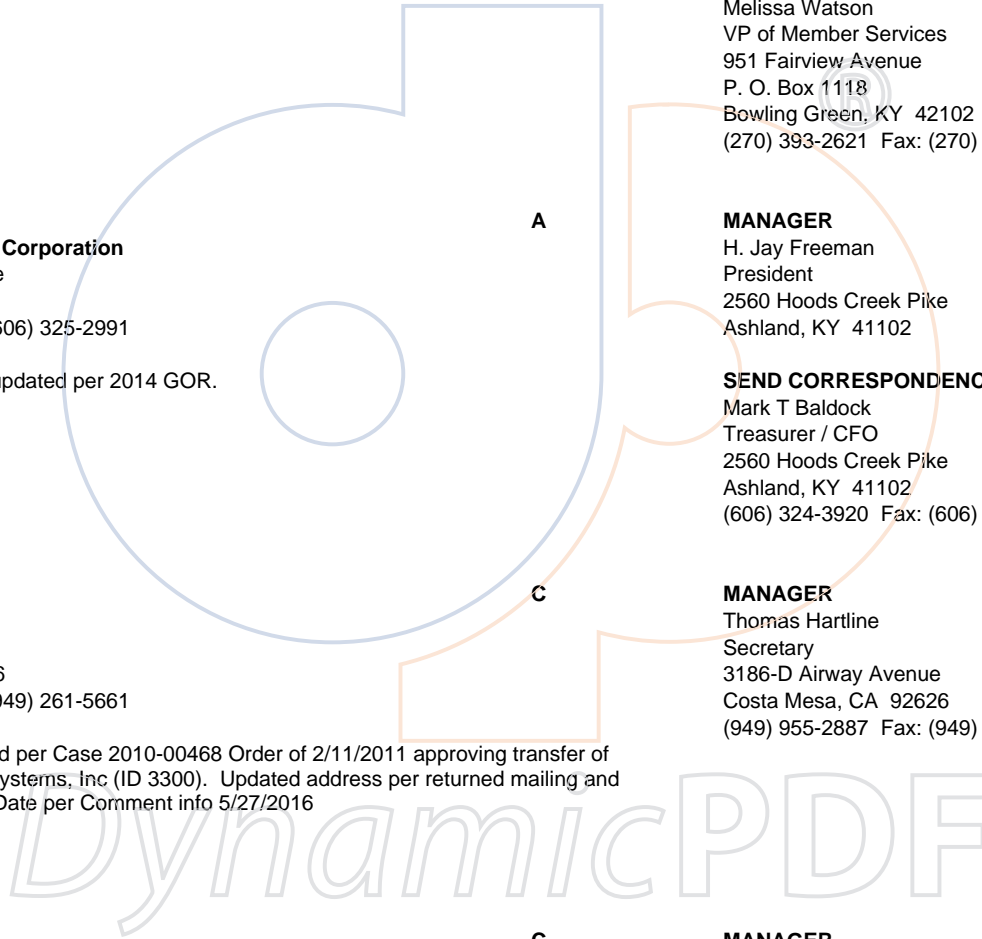 Melissa Watson
VP of Member Services
951 Fairview Avenue
P. O. Box 1118
Bowling Green, KY 42102
(270) 393-2621 Fax: (270)
A
MANAGER
Corporation
H. Jay Freeman
President
2560 Hoods Creek Pike
06) 325-2991
Ashland, KY 41102
updated per 2014 GOR.
SEND CORRESPONDENC
Mark T Baldock
Treasurer / CFO
2560 Hoods Creek Pike
Ashland, KY 41102
(606) 324-3920 Fax: (606)
C
MANAGER
Thomas Hartline
Secretary
3186-D Airway Avenue
49) 261-5661
Costa Mesa, CA 92626
(949) 955-2887 Fax: (949)
d per Case 2010-00468 Order of 2/11/2011 approving transfer of
ystems, Inc (ID 3300). Updated address per returned mailing and
Date per Comment info 5/27/2016
DynamicPDF
®